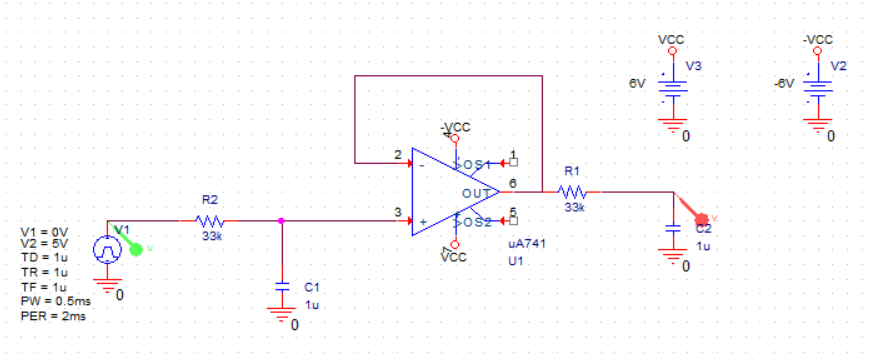 VCC
-VCC
6V
V3
-6V
V2
0
0
-VCC
4
2
-
OS1
1
OUT
6
R1
33k
3
+
OS2
5
7
VCC
uA741
U1
R2
33k
V1 = 0V
V2 = 5V
TD = 1u
TR = 1u
TF = 1u
PW = 0.5ms
PER = 2ms
V1
V
0
C1
1u
0
V
C2
1u
0